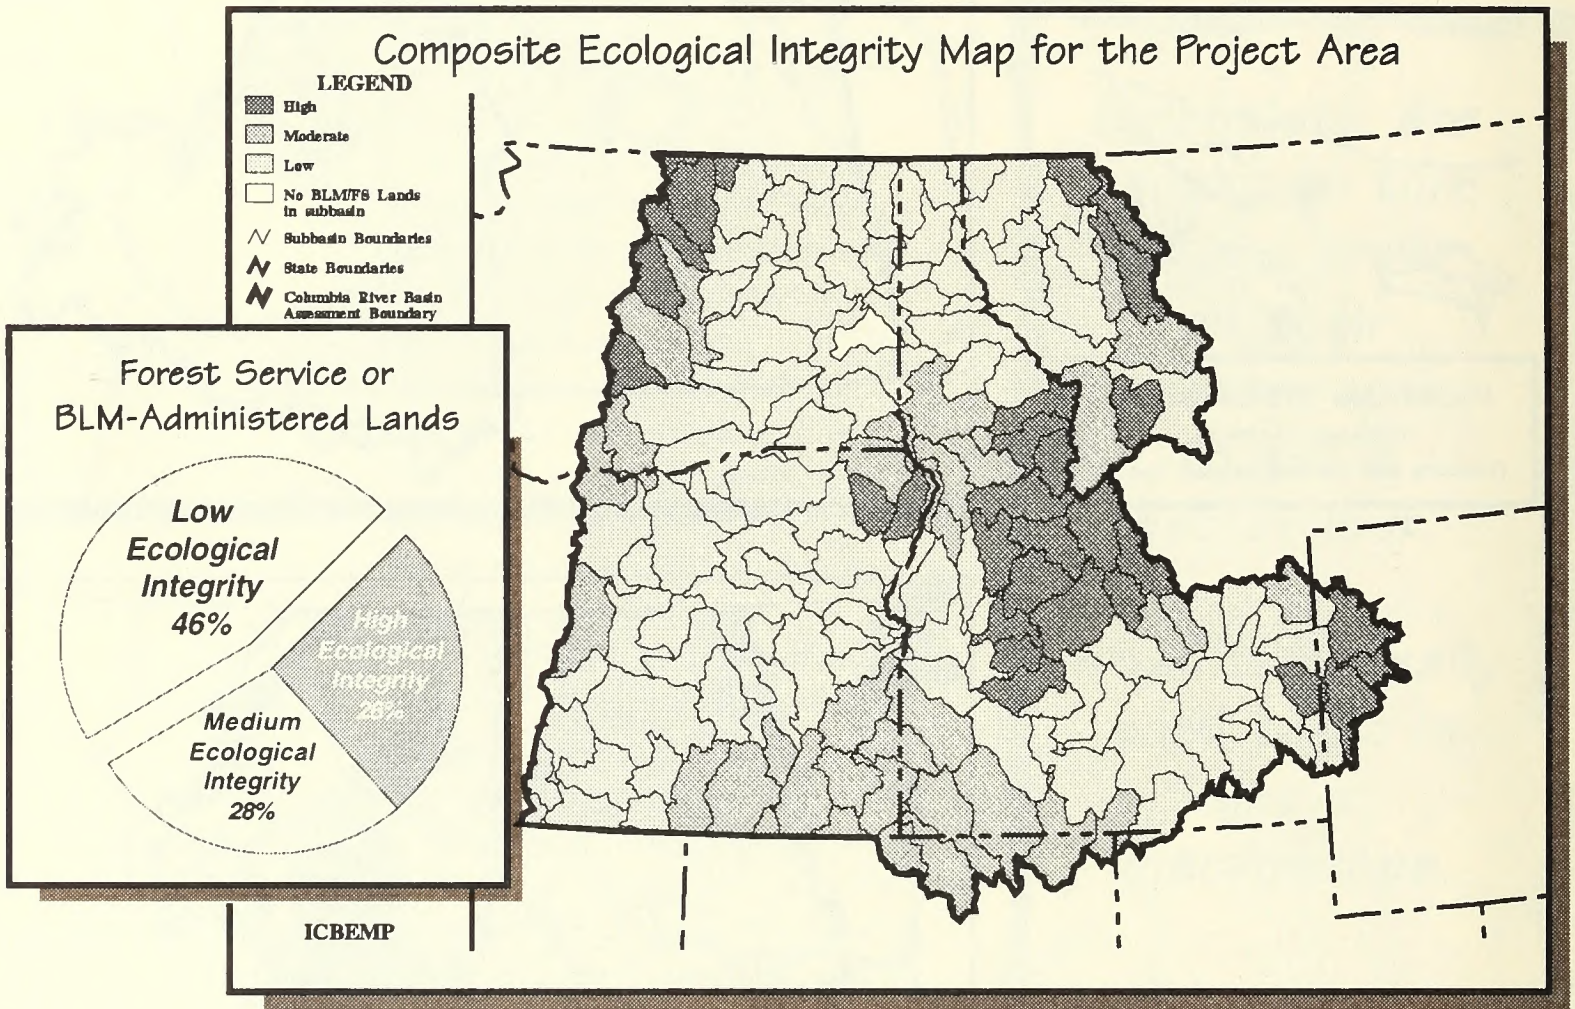 Composite Ecological Integrity Map for the Project Area
LEGEND
High
Moderate
Low
No BLM/FS Lands
in subbasin
Subbasin Boundaries
State Boundaries
Columbia River Basin
Assessment Boundary
Forest Service or
BLM-Administered Lands
Low
Ecological
Integrity
46%
High
Ecological
Integrity
26%
Medium
Ecological
Integrity
28%
ICBEMP